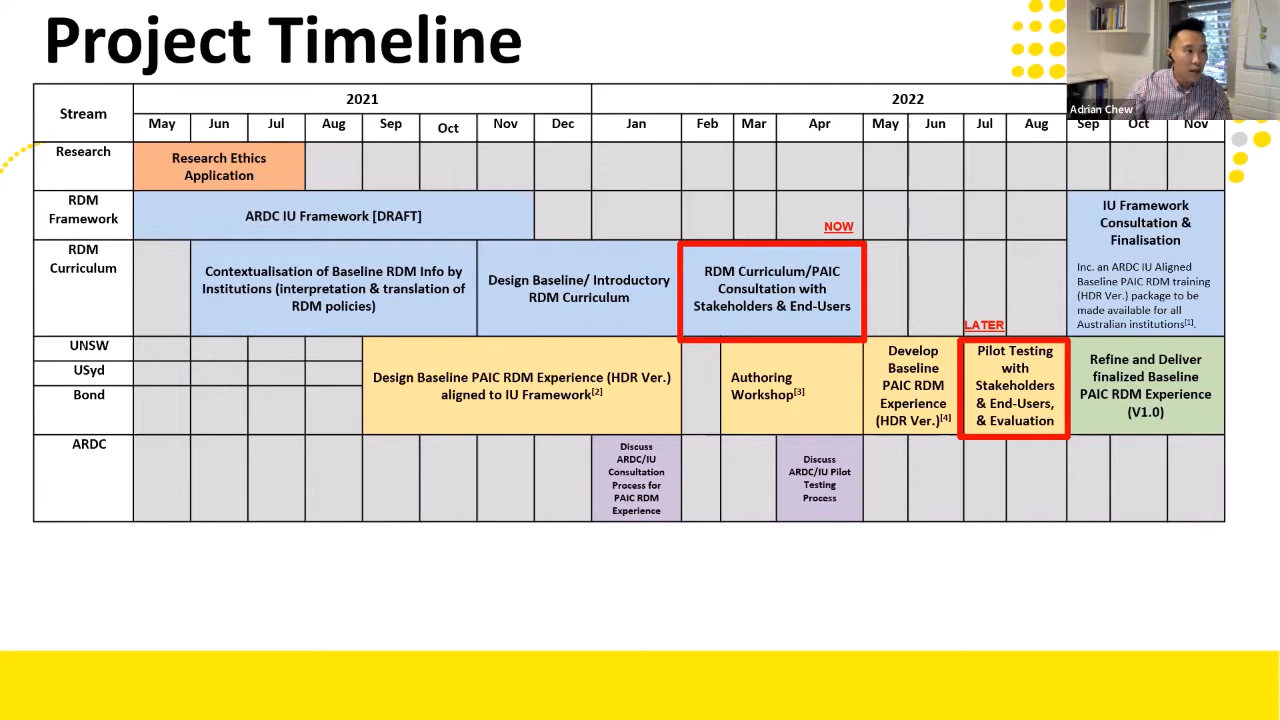 Project Timeline
Adrian Chew
Stream
2021
2022
May Jun Jul Aug Sep Oct Nov Dec Jan Feb Mar Apr May Jun Jul Aug Sep Oct Nov
Research
Research Ethics
Application
RDM
Framework
ARDC IU Framework [DRAFT]
NOW
IU Framework
Consultation &
Finalisation
Inc. an ARDC IU Aligned
Baseline PAIC RDM training
(HDR Ver.) package to be
made available for all
Australian institutions[1].
RDM
Curriculum
Contextualisation of Baseline RDM Info by
Institutions (interpretation & translation of
RDM policies)
Design Baseline/ Introductory
RDM Curriculum
RDM Curriculum/PAIC
Consultation with
Stakeholders & End-Users
LATER
UNSW
USyd
Bond
Design Baseline PAIC RDM Experience (HDR Ver.)
aligned to IU Framework[2]
Authoring
Workshop[3]
Develop
Baseline
PAIC RDM
Experience
(HDR Ver.)[4]
Pilot Testing
with
Stakeholders
& End-Users,
& Evaluation
Refine and Deliver
finalized Baseline
PAIC RDM Experience
(V1.0)
ARDC
Discuss
ARDC/IU
Consultation
Process for
PAIC RDM
Experience
Discuss
ARDC/IU Pilot
Testing
Process